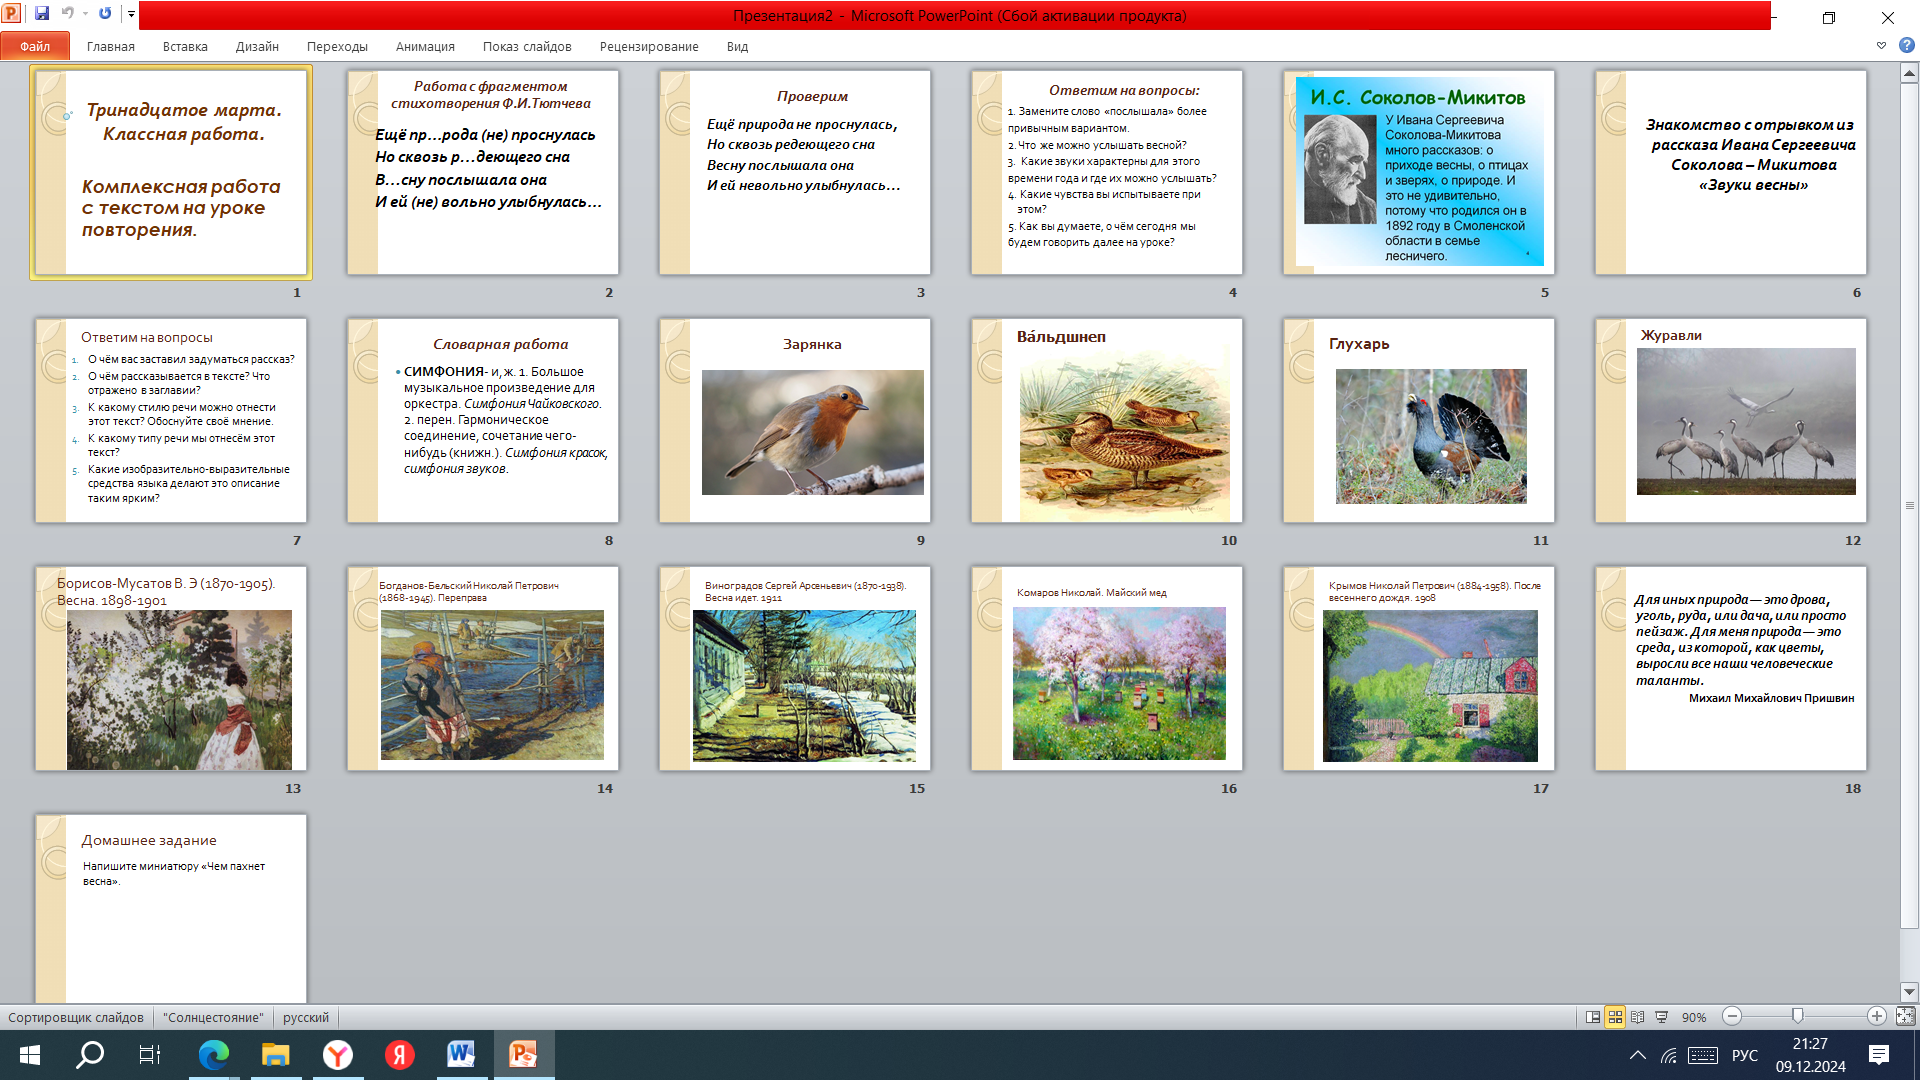 Презентация2 - Microsoft PowerPoint (Сбой активации продукта)
Файл Главная Вставка Дизайн Переходы Анимация Показ слайдов Рецензирование Вид
Тринадцатое марта.
Классная работа.
Комплексная работа
с текстом на уроке
повторения.
1
Работа с фрагментом
стихотворения Ф.И.Тютчева
Ещё пр...рода (не) проснулась
Но сквозь р...деющего сна
В...сну послышала она
И ей (не) вольно улыбнулась...
2
Проверим
Ещё природа не проснулась,
Но сквозь редеющего сна
Весну послышала она
И ей невольно улыбнулась...
3
Ответим на вопросы:
1. Замените слово «послышала» более
привычным вариантом.
2. Что же можно услышать весной?
3. Какие звуки характерны для этого
времени года и где их можно услышать?
4. Какие чувства вы испытываете при
этом?
5. Как вы думаете, о чём сегодня мы
будем говорить далее на уроке?
4
И.С. Соколов-Микитов
У Ивана Сергеевича
Соколова-Микитова
много рассказов: о
приходе весны, о птицах
и зверях, о природе. И
это не удивительно,
потому что родился он в
1892 году в Смоленской
области в семье
лесничего.
5
Знакомство с отрывком из
рассказа Ивана Сергеевича
Соколова – Микитова
«Звуки весны»
6
Ответим на вопросы
1. О чём вас заставил задуматься рассказ?
2. О чём рассказывается в тексте? Что
отражено в заглавии?
3. К какому стилю речи можно отнести
этот текст? Обоснуйте своё мнение.
4. К какому типу речи мы отнесём этот
текст?
5. Какие изобразительно-выразительные
средства языка делают это описание
таким ярким?
7
Словарная работа
• СИМФОНИЯ- и, ж. 1. Большое
музыкальное произведение для
оркестра. Симфония Чайковского.
2. перен. Гармоническое
соединение, сочетание чего-
нибудь (книжн.). Симфония красок,
симфония звуков.
8
Зарянка
9
Ва́льдшнеп
10
Глухарь
11
Журавли
12
Борисов-Мусатов В. Э (1870-1905).
Весна. 1898-1901
13
Богданов-Бельский Николай Петрович
(1868-1945). Переправа
14
Виноградов Сергей Арсеньевич (1870-1938).
Весна идет. 1911
15
Комаров Николай. Майский мед
16
Крымов Николай Петрович (1884-1958). После
весеннего дождя. 1908
17
Для иных природа — это дрова,
уголь, руда, или дача, или просто
пейзаж. Для меня природа — это
среда, из которой, как цветы,
выросли все наши человеческие
таланты.
Михаил Михайлович Пришвин
18
Домашнее задание
Напишите миниатюру «Чем пахнет
весна».
Сортировщик слайдов "Солнцестояние" русский 90%
РУС
21:27
09.12.2024